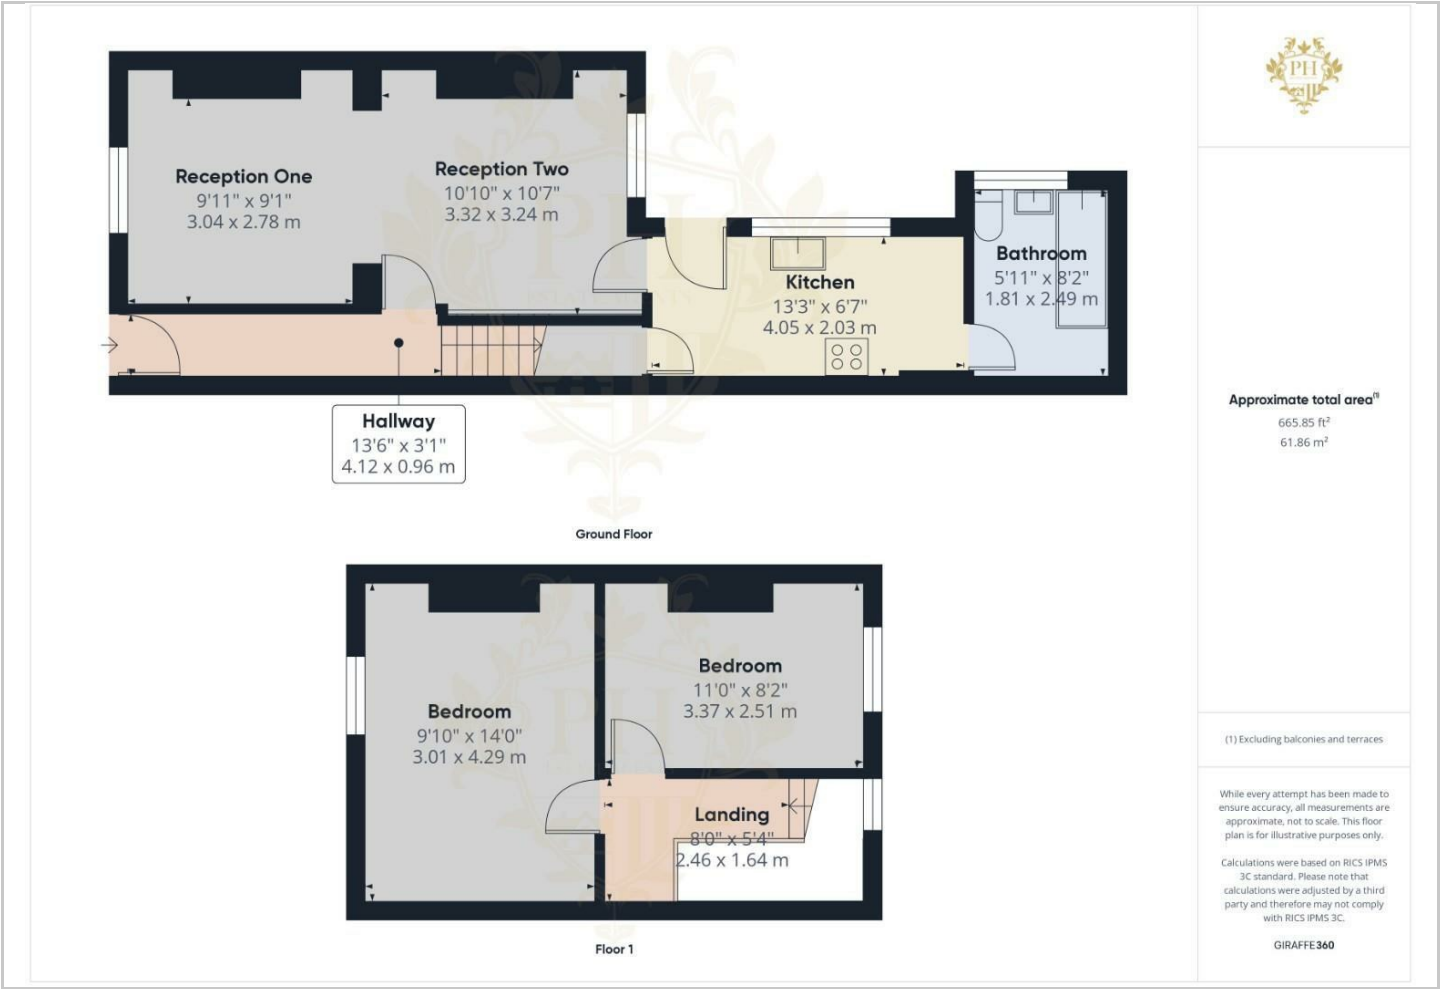 PH
Reception One
9'11" x 9'1"
3.04 x 2.78 m
Reception Two
10'10" x 10'7"
3.32 x 3.24 m
Kitchen
13'3" x 6'7"
4.05 x 2.03 m
Bathroom
5'11" x 8'2"
1.81 x 2.49 m
Hallway
13'6" x 3'1"
4.12 x 0.96 m
Ground Floor
Bedroom
9'10" x 14'0"
3.01 x 4.29 m
Bedroom
11'0" x 8'2"
3.37 x 2.51 m
Landing
8'0" x 5'4"
2.46 x 1.64 m
Floor 1
PH
Approximate total area(1)
665.85 ft²
61.86 m²
(1) Excluding balconies and terraces
While every attempt has been made to
ensure accuracy, all measurements are
approximate, not to scale. This floor
plan is for illustrative purposes only.
Calculations were based on RICS IPMS
3C standard. Please note that
calculations were adjusted by a third
party and therefore may not comply
with RICS IPMS 3C.
GIRAFFE360